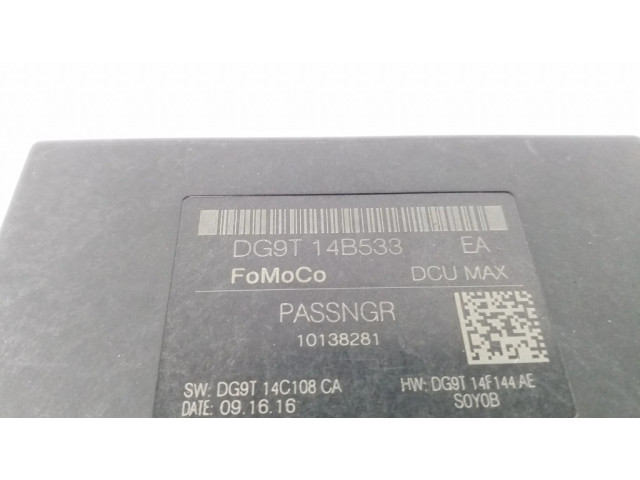 DG9T 14B533 EA
FoMoCo DCU MAX
PASSNGR
10138281
SW: DG9T 14C108 CA HW: DG9T 14F144 AE
DATE: 09.16.16 S0Y0B